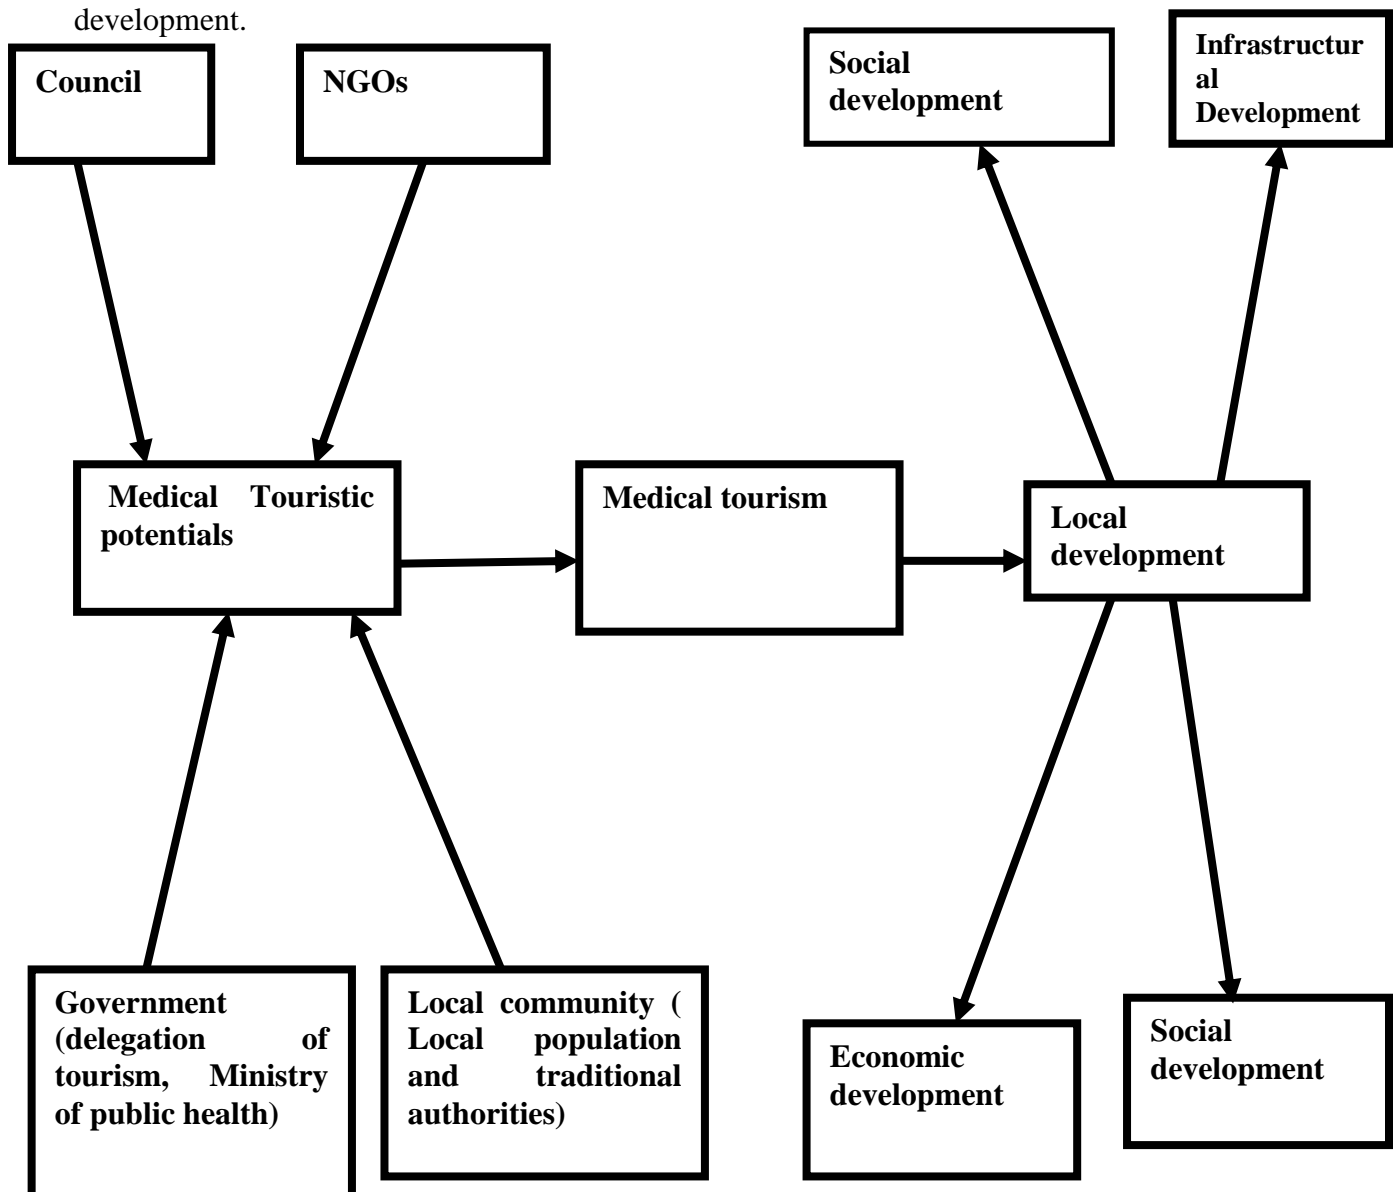 development.
Council
NGOs
Social
development
Infrastructur
al
Development
Medical Touristic
potentials
Medical tourism
Local
development
Government
(delegation of
tourism, Ministry
of public health)
Local community (
Local population
and traditional
authorities)
Economic
development
Social
development